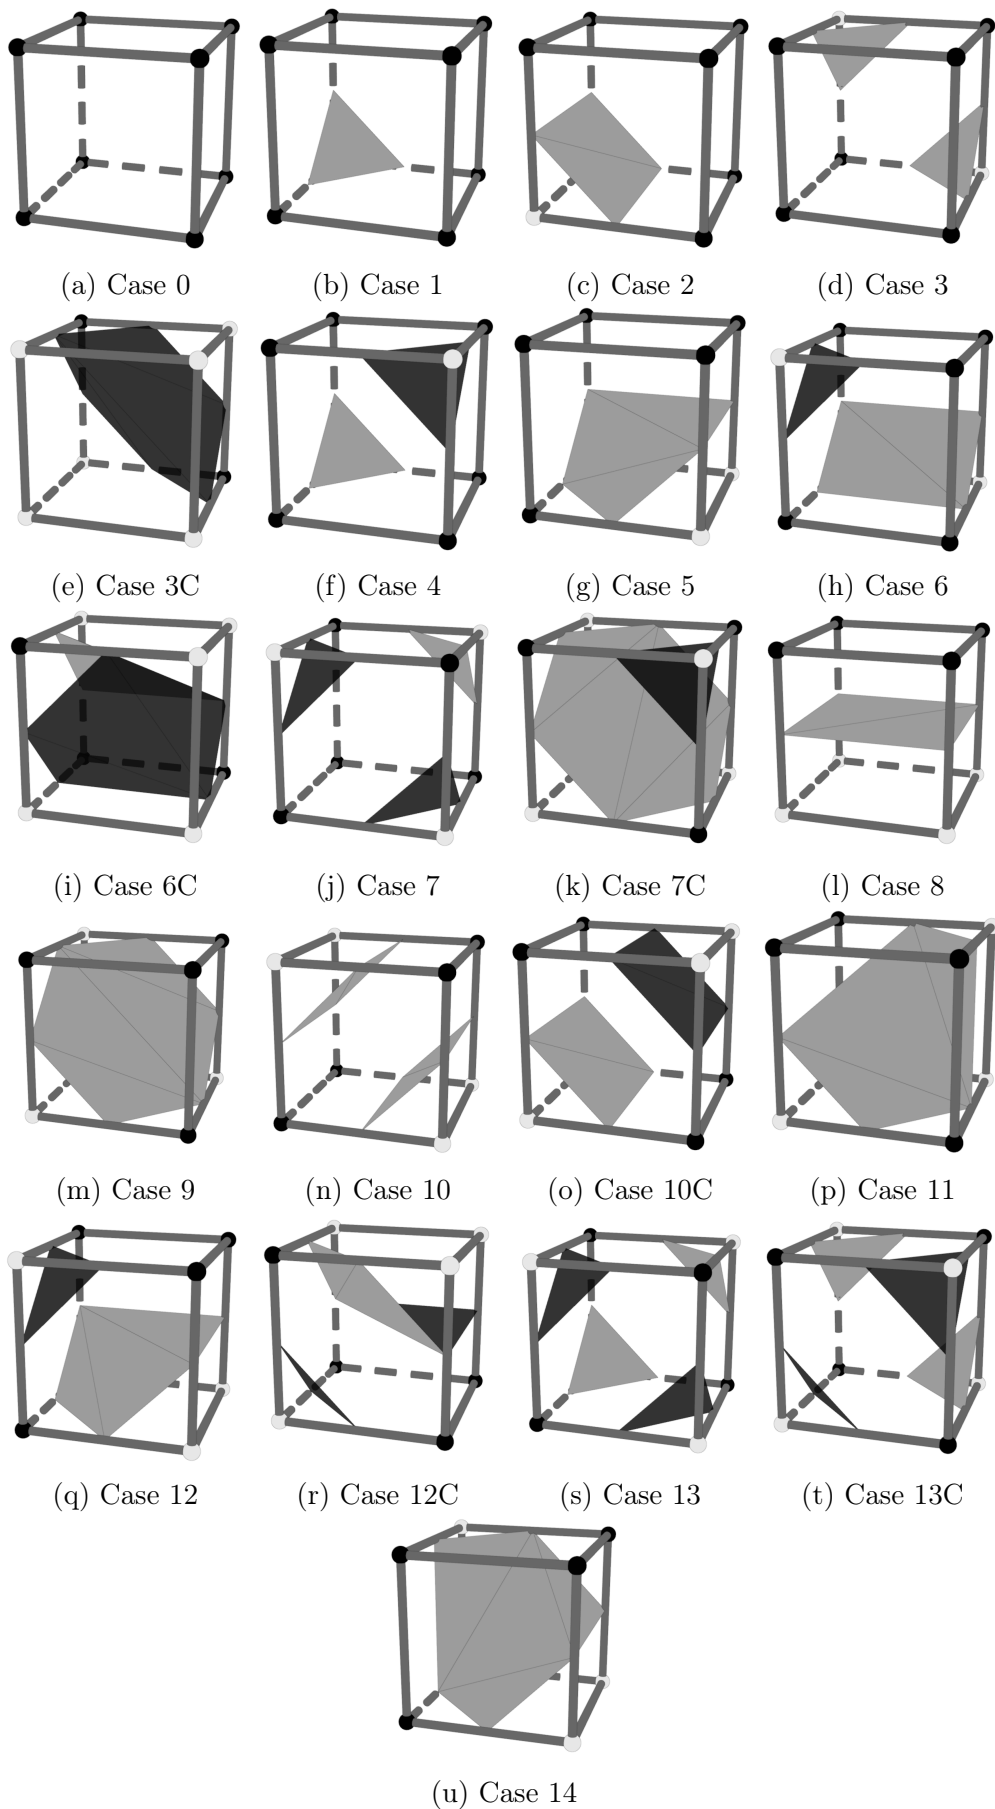 (a) Case 0 (b) Case 1 (c) Case 2 (d) Case 3
(e) Case 3C (f) Case 4 (g) Case 5 (h) Case 6
(i) Case 6C (j) Case 7 (k) Case 7C (l) Case 8
(m) Case 9 (n) Case 10 (o) Case 10C (p) Case 11
(q) Case 12 (r) Case 12C (s) Case 13 (t) Case 13C
(u) Case 14